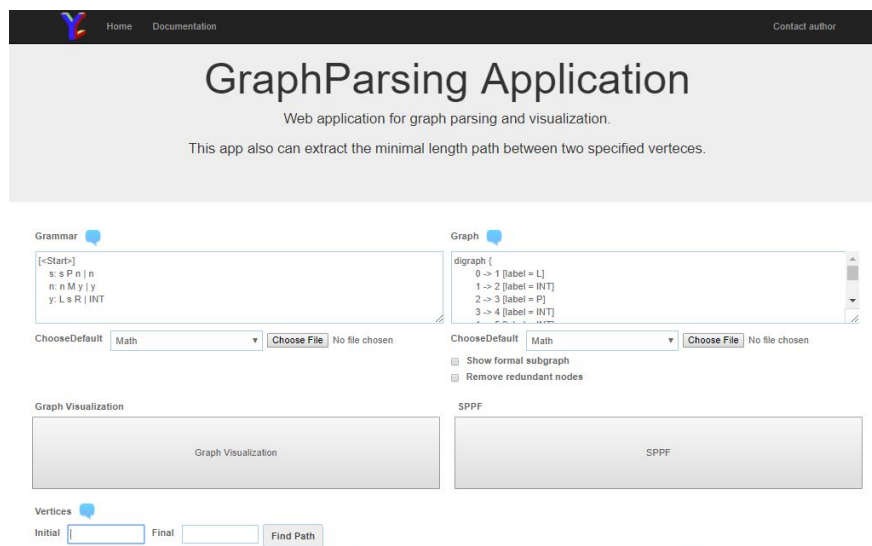 Home Documentation Contact author
GraphParsing Application
Web application for graph parsing and visualization.
This app also can extract the minimal length path between two specified verteces.
Grammar
[<Start>]
s: s P n | n
n: n M y | y
y: L s R | INT
ChooseDefault Math Choose File No file chosen
Graph
digraph {
0 -> 1 [label = L]
1 -> 2 [label = INT]
2 -> 3 [label = P]
3 -> 4 [label = INT]
ChooseDefault Math Choose File No file chosen
Show formal subgraph
Remove redundant nodes
Graph Visualization
Graph Visualization
SPPF
SPPF
Vertices
Initial Final Find Path